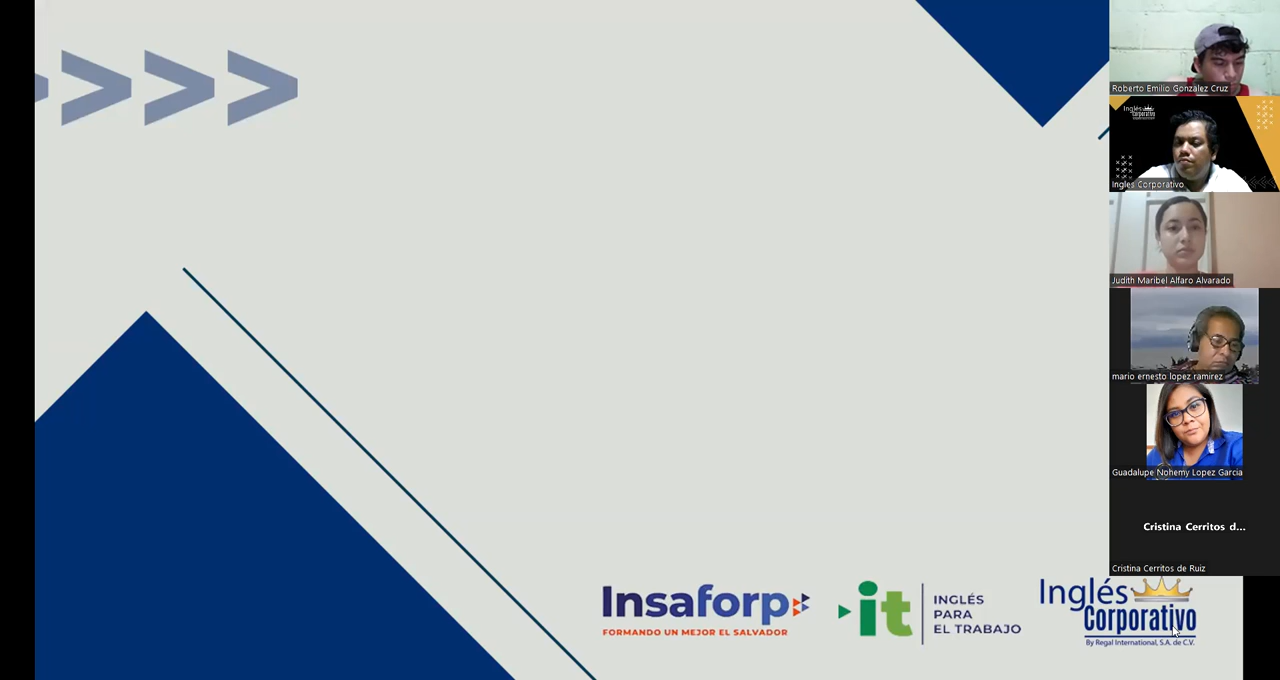 Roberto Emilio Gonzalez Cruz
Inglés
Corporativo
Ingles Corporativo
Judith Maribel Alfaro Alvarado
mario ernesto lopez ramirez
Guadalupe Nohemy Lopez Garcia
Cristina Cerritos d...
Cristina Cerritos de Ruiz
Insaforp
FORMANDO UN MEJOR EL SALVADOR
it
INGLÉS
PARA
EL TRABAJO
Inglés
Corporativo
By Regal International, S.A. de C.V.